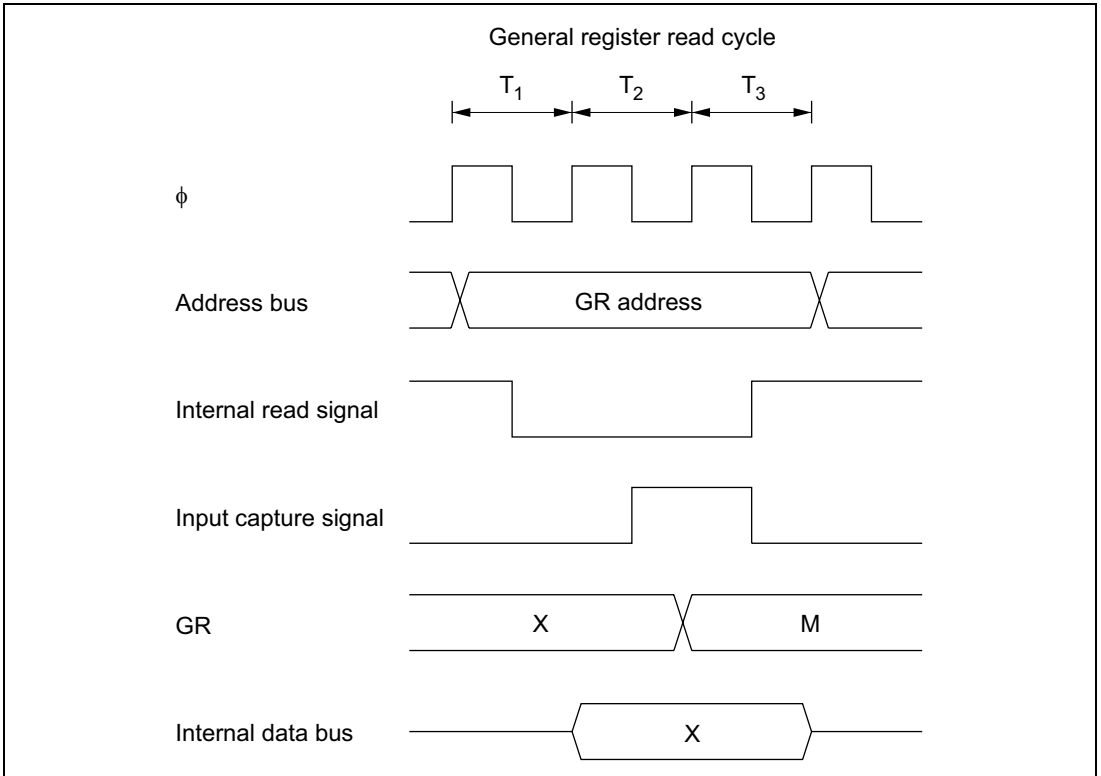 General register read cycle
T1 T2 T3
φ
Address bus GR address
Internal read signal
Input capture signal
GR X M
Internal data bus X